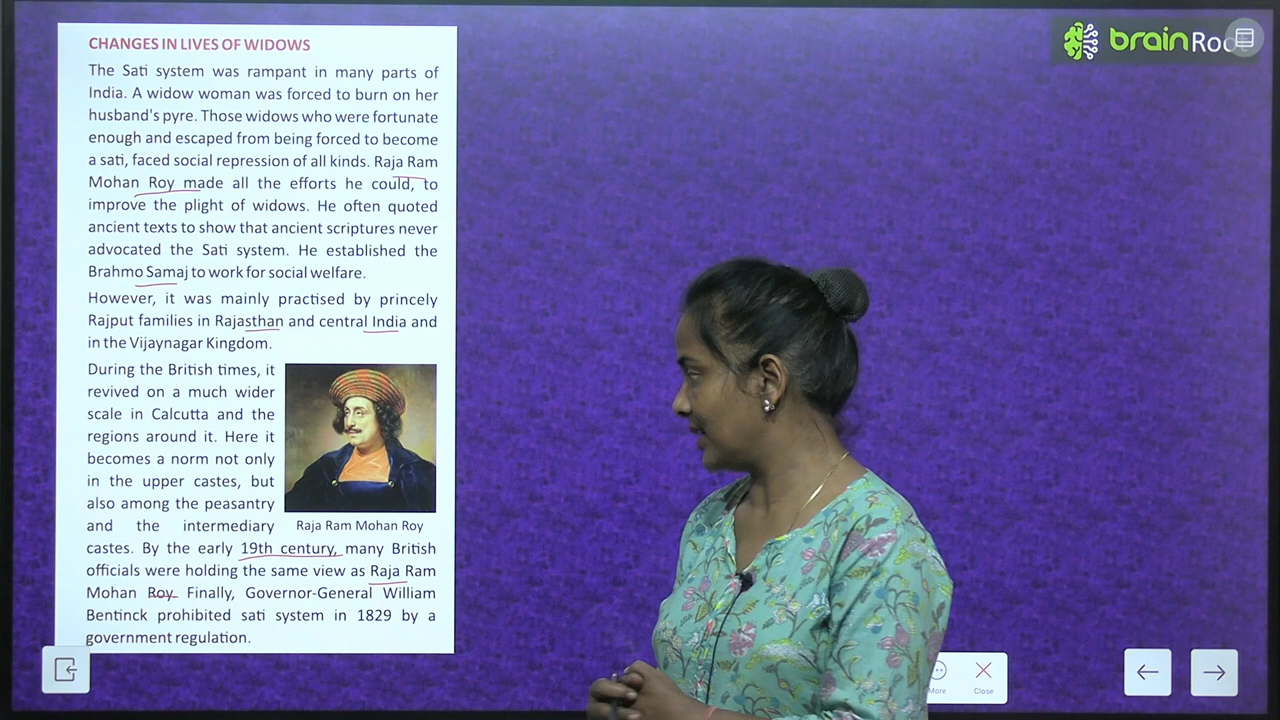 CHANGES IN LIVES OF WIDOWS
The Sati system was rampant in many parts of
India. A widow woman was forced to burn on her
husband's pyre. Those widows who were fortunate
enough and escaped from being forced to become
a sati, faced social repression of all kinds. Raja Ram
Mohan Roy made all the efforts he could, to
improve the plight of widows. He often quoted
ancient texts to show that ancient scriptures never
advocated the Sati system. He established the
Brahmo Samaj to work for social welfare.
However, it was mainly practised by princely
Rajput families in Rajasthan and central India and
in the Vijaynagar Kingdom.
During the British times, it
revived on a much wider
scale in Calcutta and the
regions around it. Here it
becomes a norm not only
in the upper castes, but
also among the peasantry
and the intermediary
castes. By the early 19th century, many British
officials were holding the same view as Raja Ram
Mohan Roy. Finally, Governor-General William
Bentinck prohibited sati system in 1829 by a
government regulation.
Raja Ram Mohan Roy
brain
More
Close